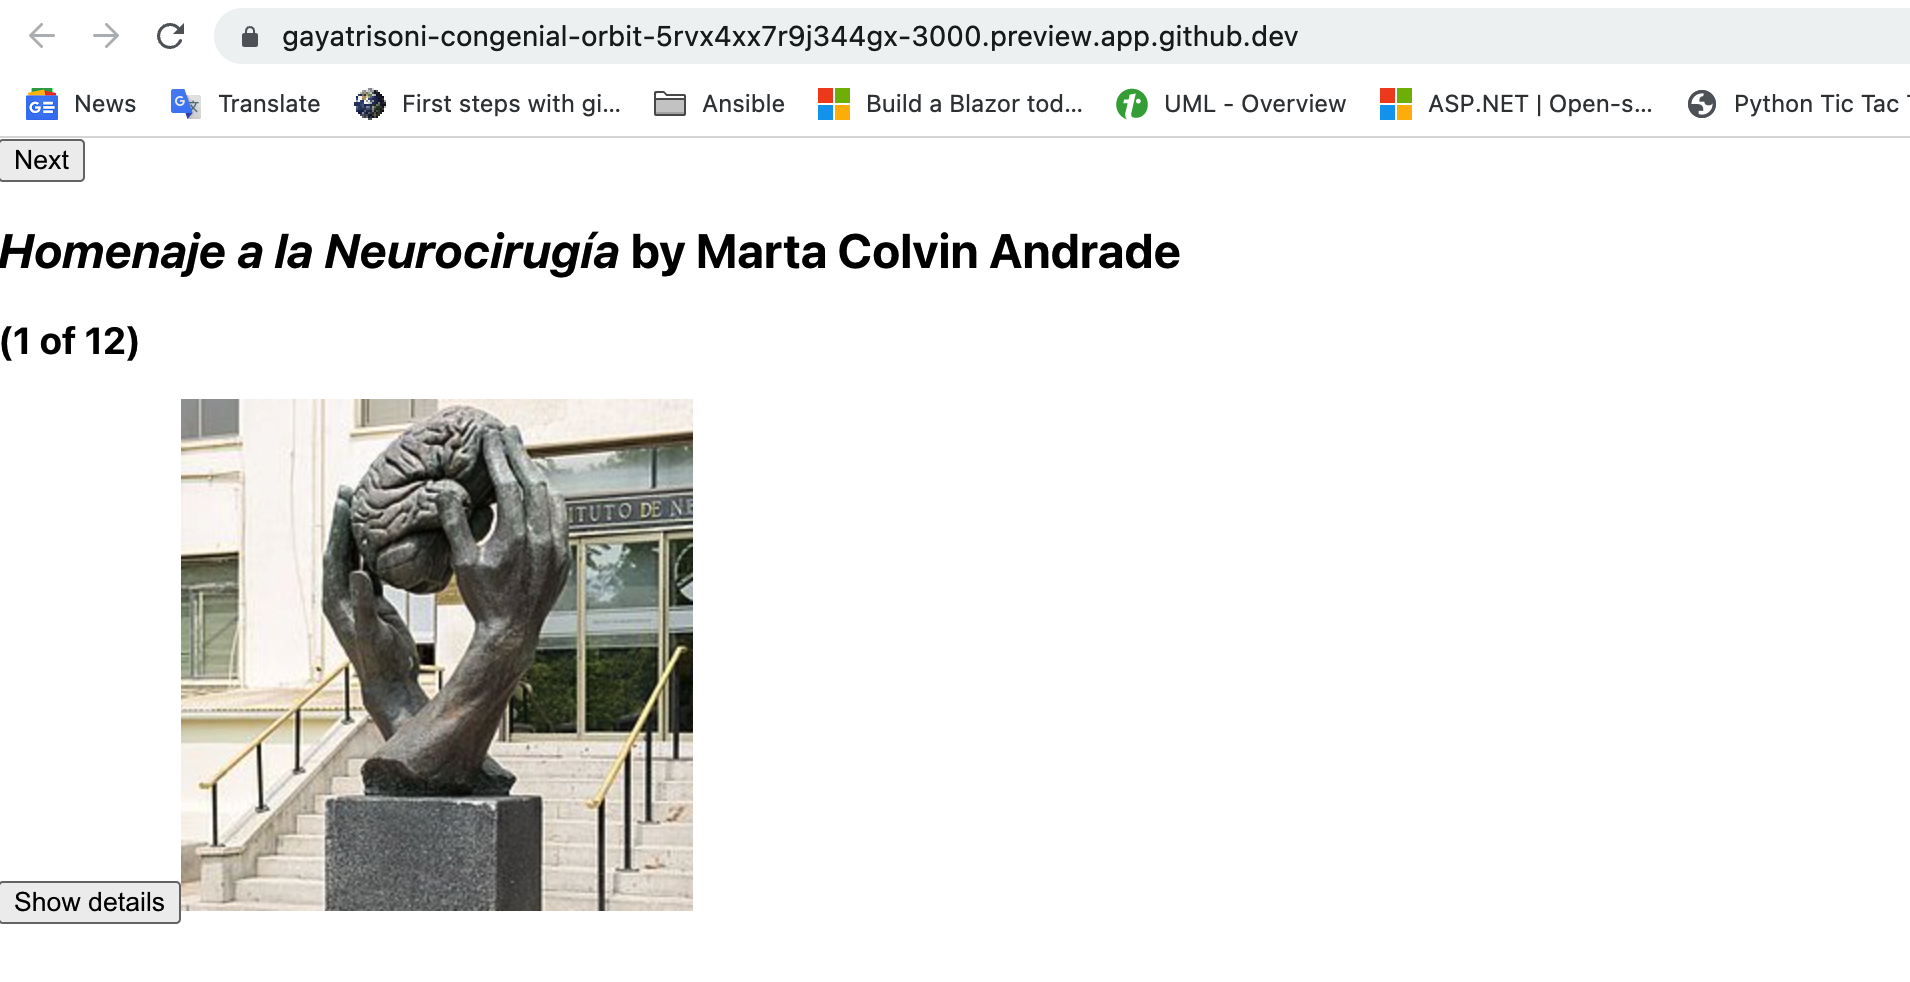 gayatrisoni-congenial-orbit-5rvx4xx7r9j344gx-3000.preview.app.github.dev
News Translate First steps with gi... Ansible Build a Blazor tod... UML - Overview ASP.NET | Open-s... Python Tic Tac
Next
Homenaje a la Neurocirugía by Marta Colvin Andrade
(1 of 12)
ITUTO DE NE
Show details